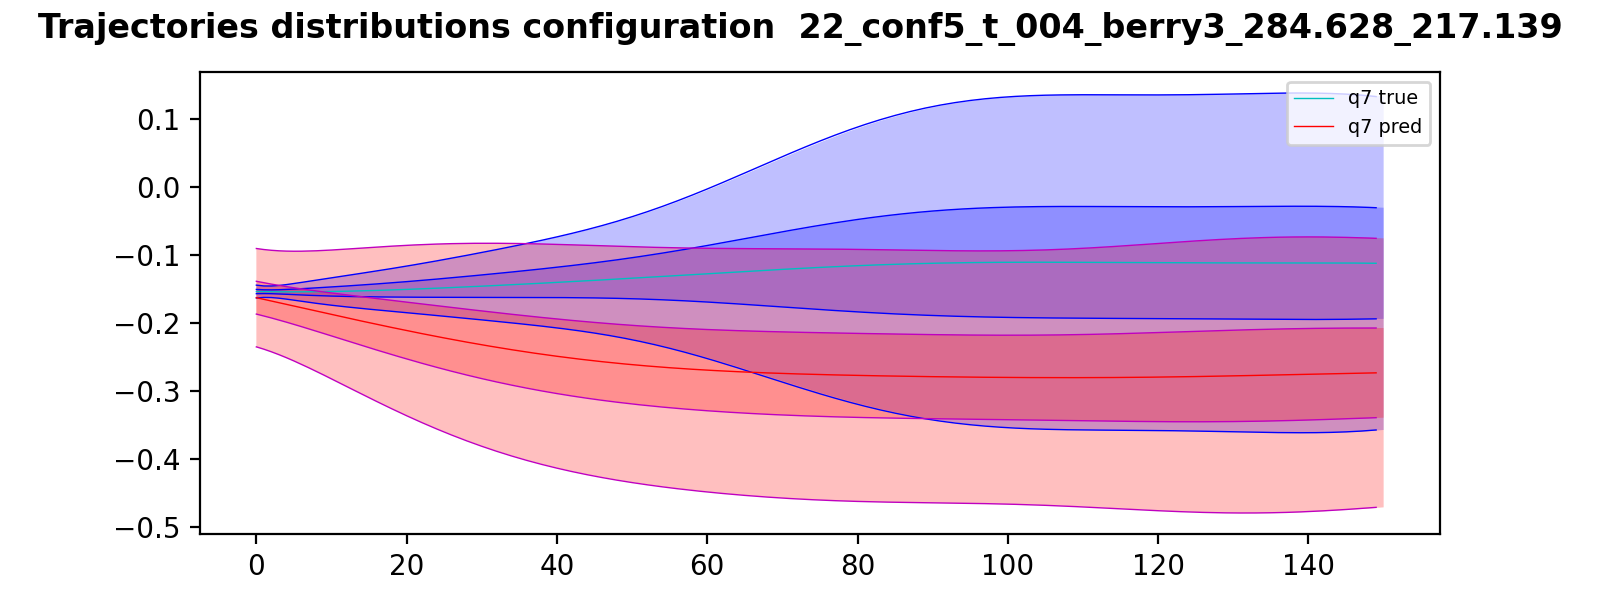 Trajectories distributions configuration  22_conf5_t_004_berry3_284.628_217.139
q7 true
q7 pred
0.1
0.0
−0.1
−0.2
−0.3
−0.4
−0.5
0 20 40 60 80 100 120 140